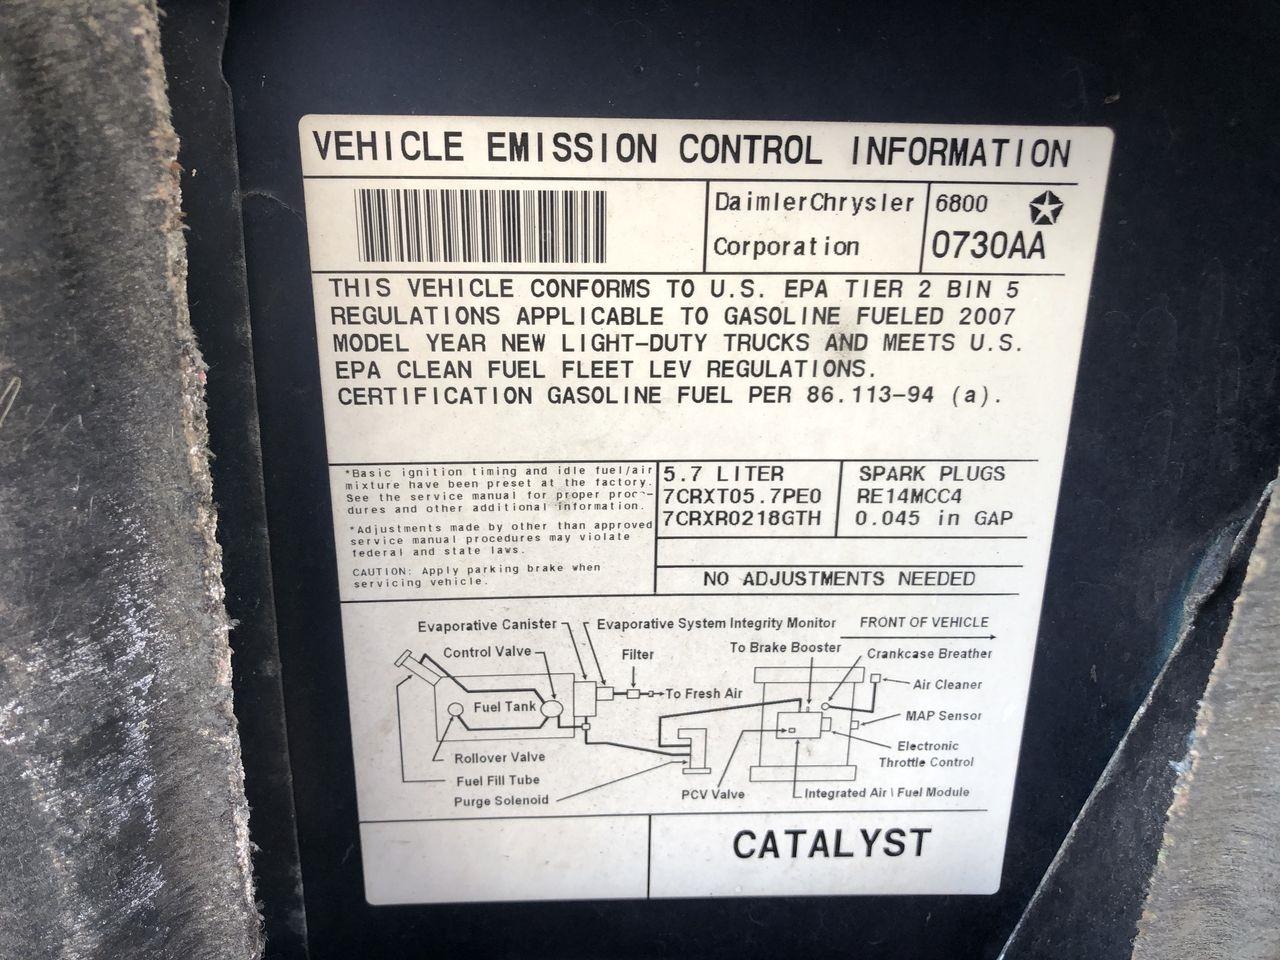 VEHICLE EMISSION CONTROL INFORMATION
DaimlerChrysler
Corporation
6800
0730AA
THIS VEHICLE CONFORMS TO U.S. EPA TIER 2 BIN 5
REGULATIONS APPLICABLE TO GASOLINE FUELED 2007
MODEL YEAR NEW LIGHT-DUTY TRUCKS AND MEETS U.S.
EPA CLEAN FUEL FLEET LEV REGULATIONS.
CERTIFICATION GASOLINE FUEL PER 86.113-94 (a).
*Basic ignition timing and idle fuel/air
mixture have been preset at the factory.
See the service manual for proper proce-
dures and other additional information.
*Adjustments made by other than approved
service manual procedures may violate
federal and state laws.
CAUTION: Apply parking brake when
servicing vehicle.
5.7 LITER
7CRXT05.7PE0
7CRXR0218GTH
SPARK PLUGS
RE14MCC4
0.045 in GAP
NO ADJUSTMENTS NEEDED
Evaporative Canister
Evaporative System Integrity Monitor
FRONT OF VEHICLE
Control Valve
Filter
To Brake Booster
Crankcase Breather
Fuel Tank
To Fresh Air
Air Cleaner
MAP Sensor
Electronic
Throttle Control
Rollover Valve
Fuel Fill Tube
Purge Solenoid
PCV Valve
Integrated Air \ Fuel Module
CATALYST